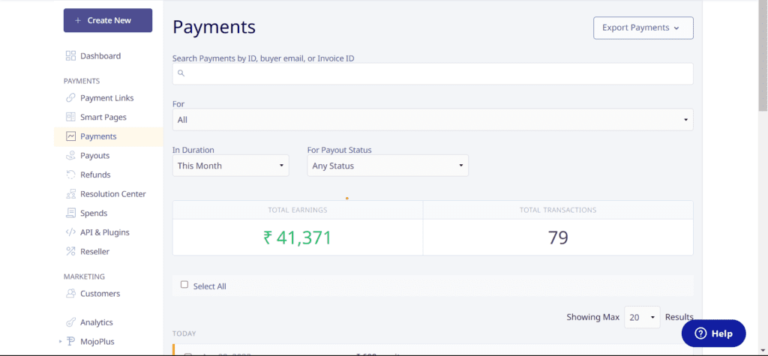 + Create New
Dashboard
PAYMENTS
Payment Links
Smart Pages
Payments
Payouts
Refunds
Resolution Center
Spends
API & Plugins
Reseller
MARKETING
Customers
Analytics
MojoPlus
Payments
Export Payments
Search Payments by ID, buyer email, or Invoice ID
For
All
In Duration
For Payout Status
This Month
Any Status
TOTAL EARNINGS
TOTAL TRANSACTIONS
₹ 41,371
79
Select All
Showing Max 20 Results
TODAY
Help